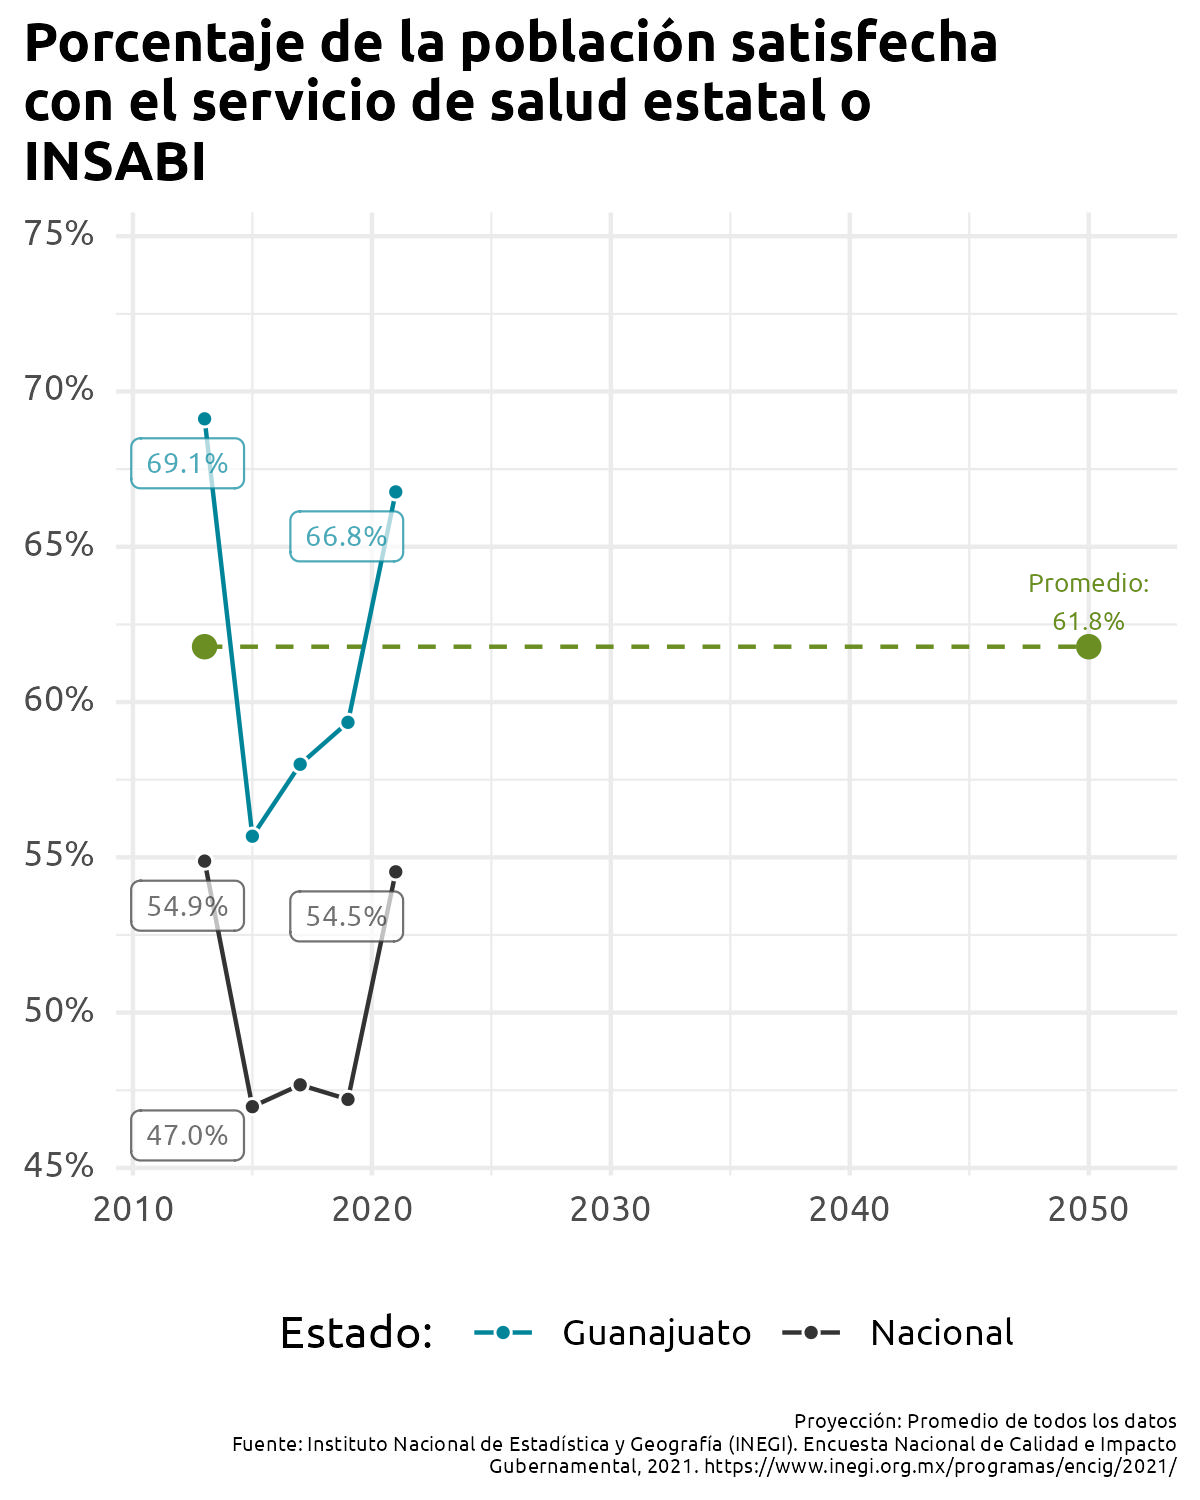 Porcentaje de la población satisfecha
con el servicio de salud estatal o
INSABI
75%
70%
69.1%
66.8%
65%
Promedio:
61.8%
60%
55%
54.9%
54.5%
50%
47.0%
45%
2010 2020 2030 2040 2050
Estado: Guanajuato Nacional
Proyección: Promedio de todos los datos
Fuente: Instituto Nacional de Estadística y Geografía (INEGI). Encuesta Nacional de Calidad e Impacto
Gubernamental, 2021. https://www.inegi.org.mx/programas/encig/2021/